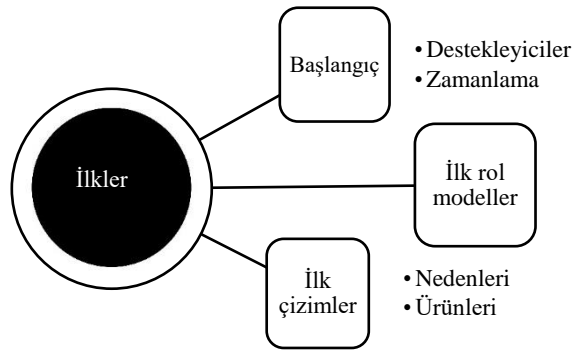 Başlangıç
• Destekleyiciler
• Zamanlama
İlkler
İlk rol
modeller
İlk
çizimler
• Nedenleri
• Ürünleri